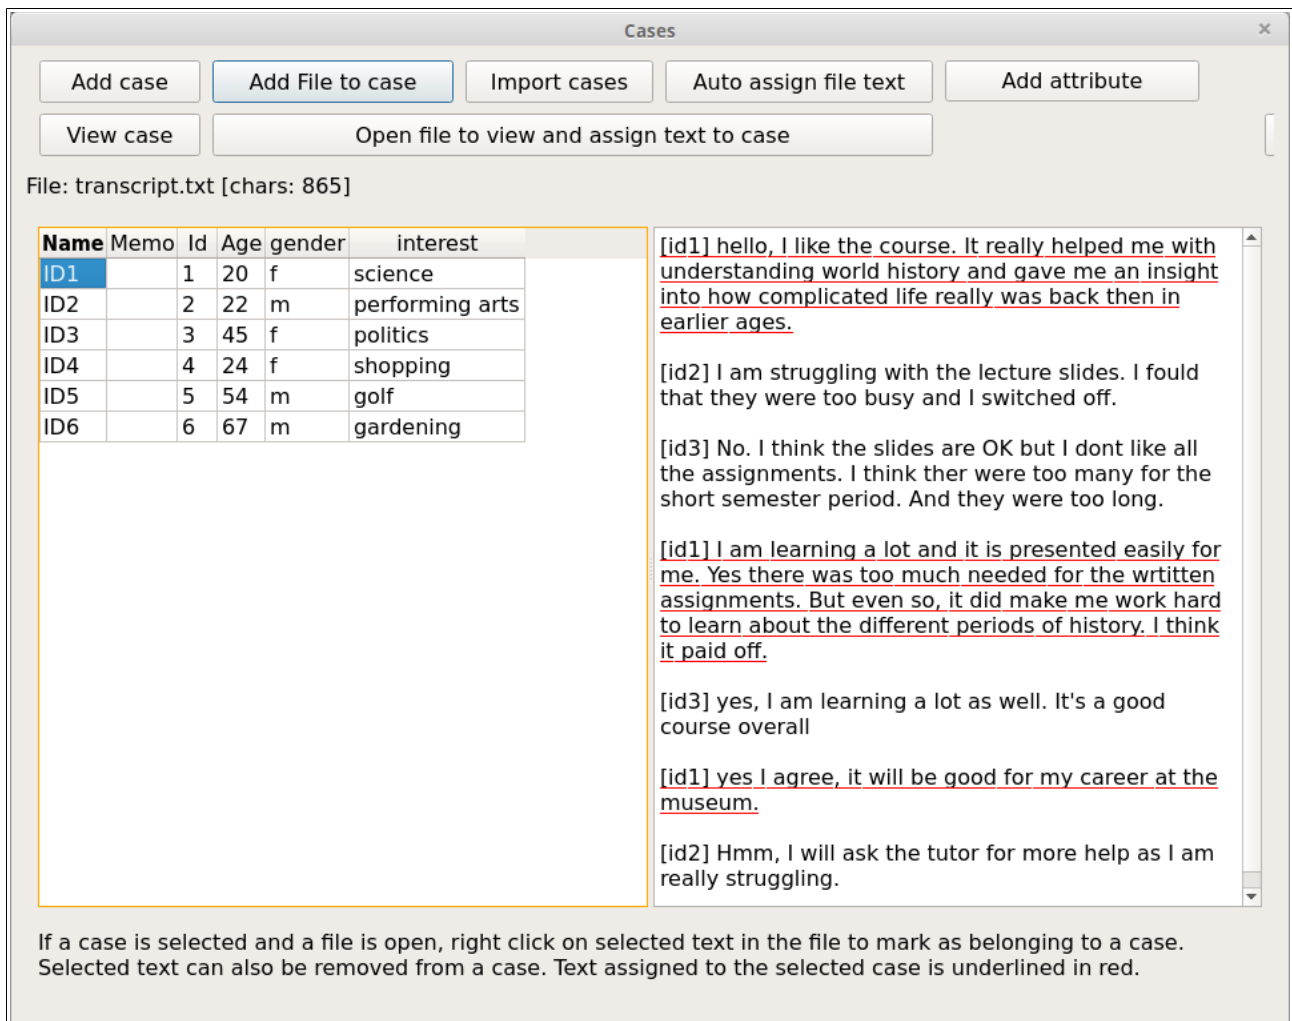 Cases
Add case Add File to case Import cases Auto assign file text Add attribute
View case Open file to view and assign text to case
File: transcript.txt [chars: 865]
Name Memo Id Age gender interest
ID1 1 20 f science
ID2 2 22 m performing arts
ID3 3 45 f politics
ID4 4 24 f shopping
ID5 5 54 m golf
ID6 6 67 m gardening
[id1] hello, I like the course. It really helped me with
understanding world history and gave me an insight
into how complicated life really was back then in
earlier ages.
[id2] I am struggling with the lecture slides. I fould
that they were too busy and I switched off.
[id3] No. I think the slides are OK but I dont like all
the assignments. I think ther were too many for the
short semester period. And they were too long.
[id1] I am learning a lot and it is presented easily for
me. Yes there was too much needed for the wrtitten
assignments. But even so, it did make me work hard
to learn about the different periods of history. I think
it paid off.
[id3] yes, I am learning a lot as well. It's a good
course overall
[id1] yes I agree, it will be good for my career at the
museum.
[id2] Hmm, I will ask the tutor for more help as I am
really struggling.
If a case is selected and a file is open, right click on selected text in the file to mark as belonging to a case.
Selected text can also be removed from a case. Text assigned to the selected case is underlined in red.